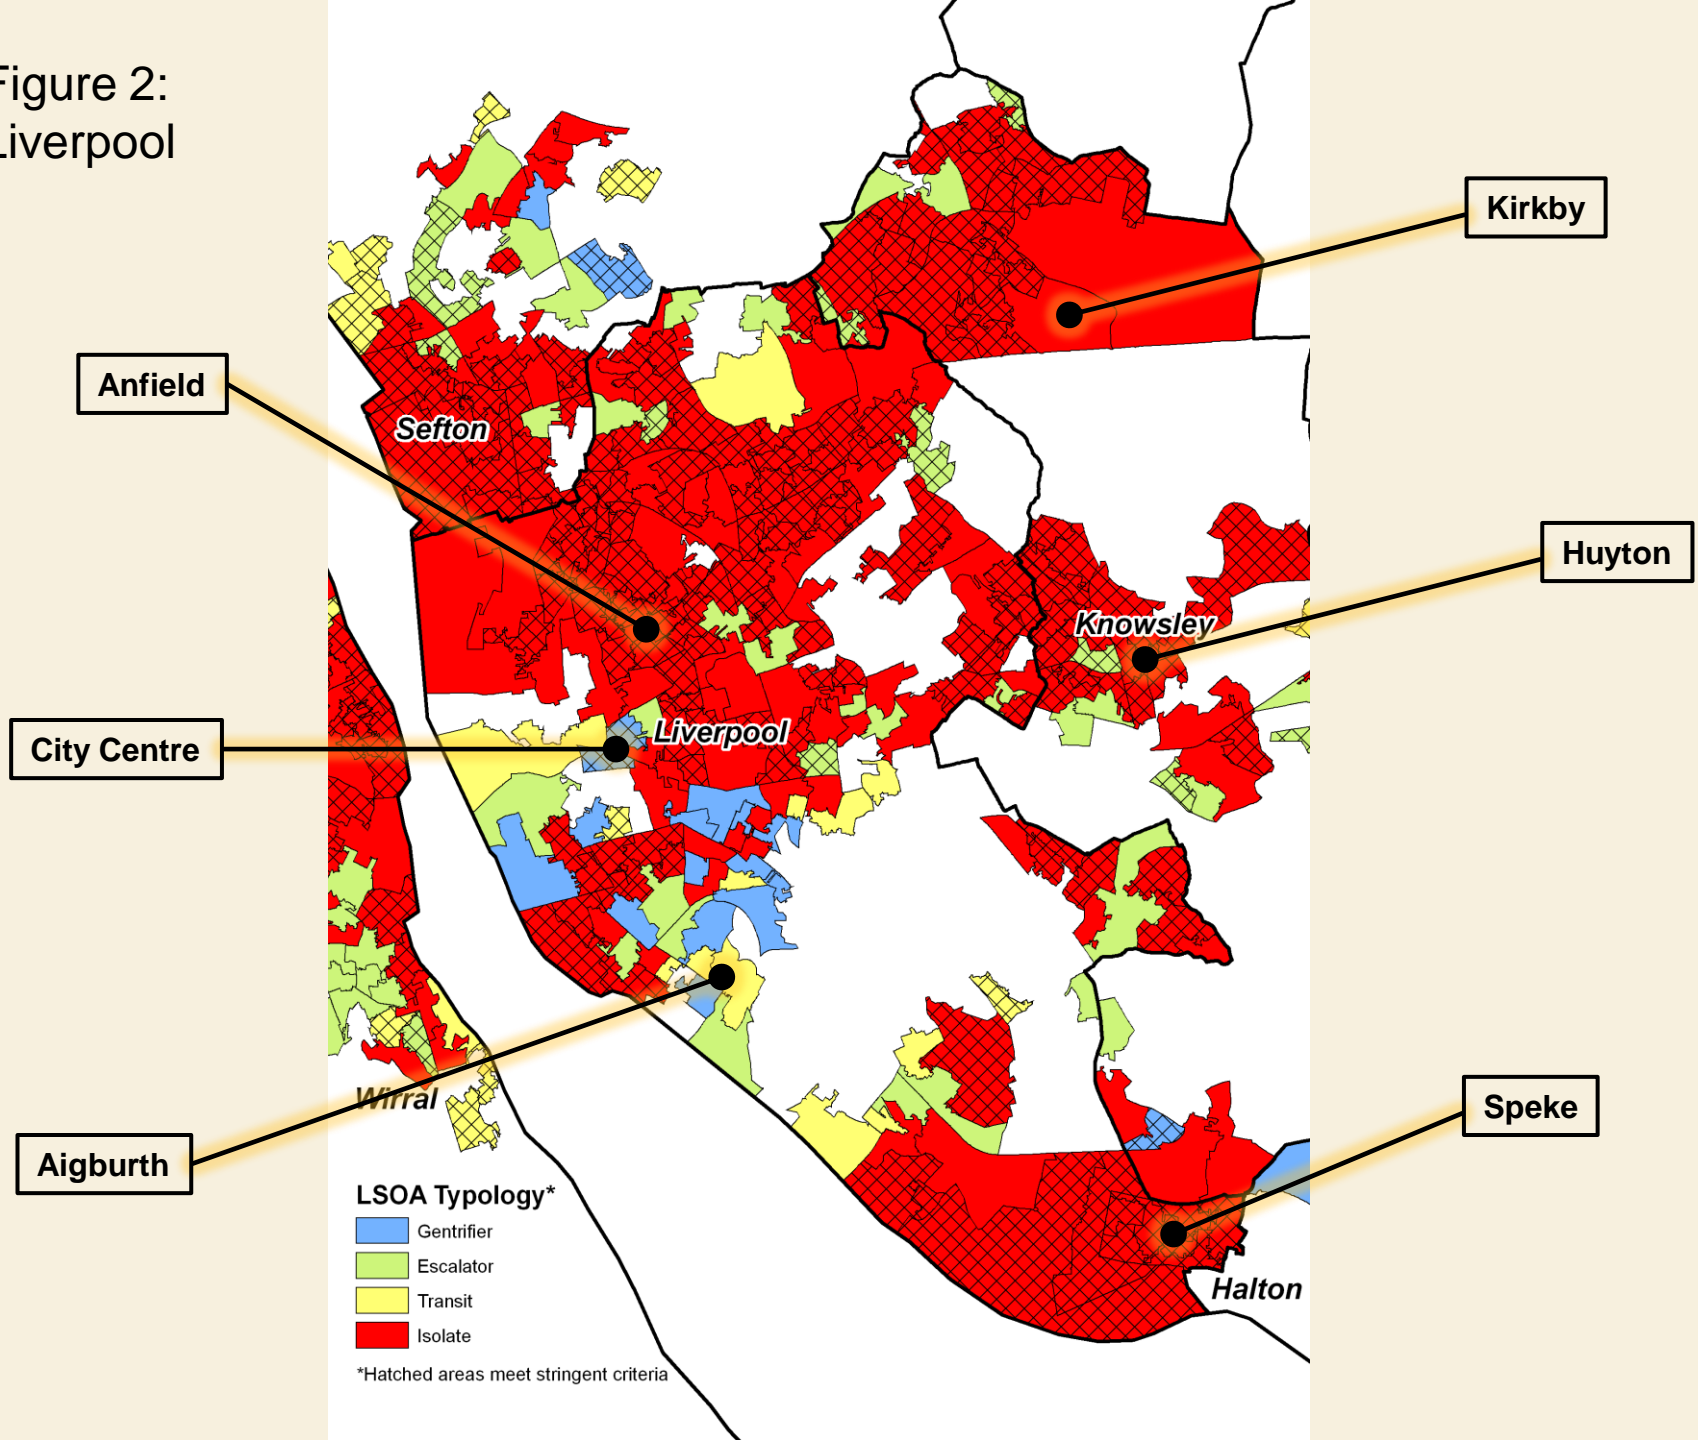 Figure 2:
Liverpool
Kirkby
Anfield
Sefton
Huyton
Knowsley
City Centre
Liverpool
Wirral
Speke
Aigburth
LSOA Typology*
Gentrifier
Escalator
Transit
Isolate
Halton
*Hatched areas meet stringent criteria